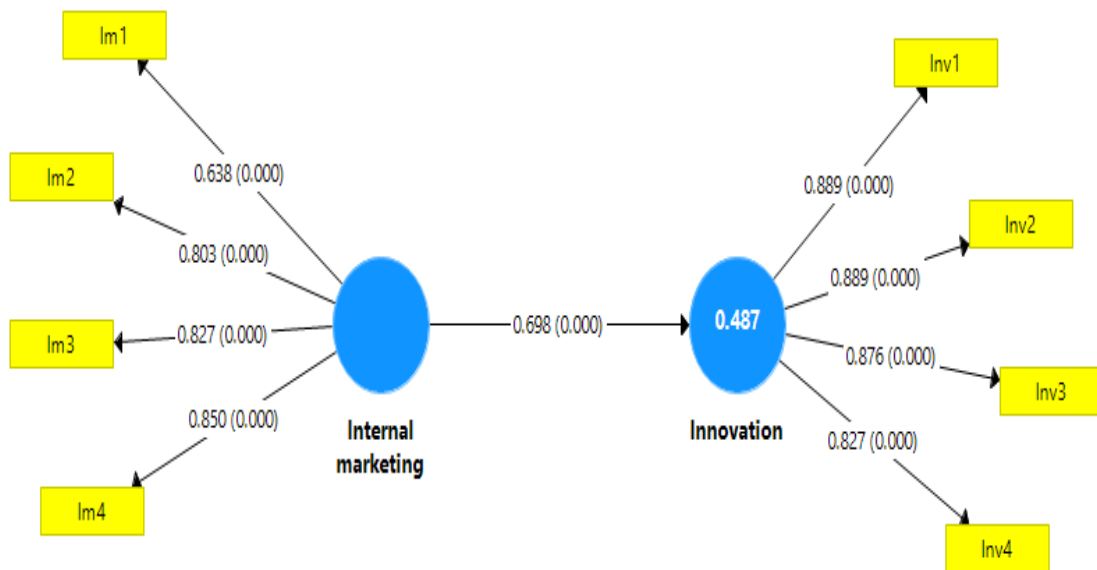 Im1
Inv1
0.638 (0.000)
0.889 (0.000)
Im2
Inv2
0.803 (0.000)
0.889 (0.000)
0.698 (0.000)
0.487
Im3
0.827 (0.000)
0.876 (0.000)
Inv3
0.850 (0.000)
Internal
marketing
Innovation
0.827 (0.000)
Im4
Inv4